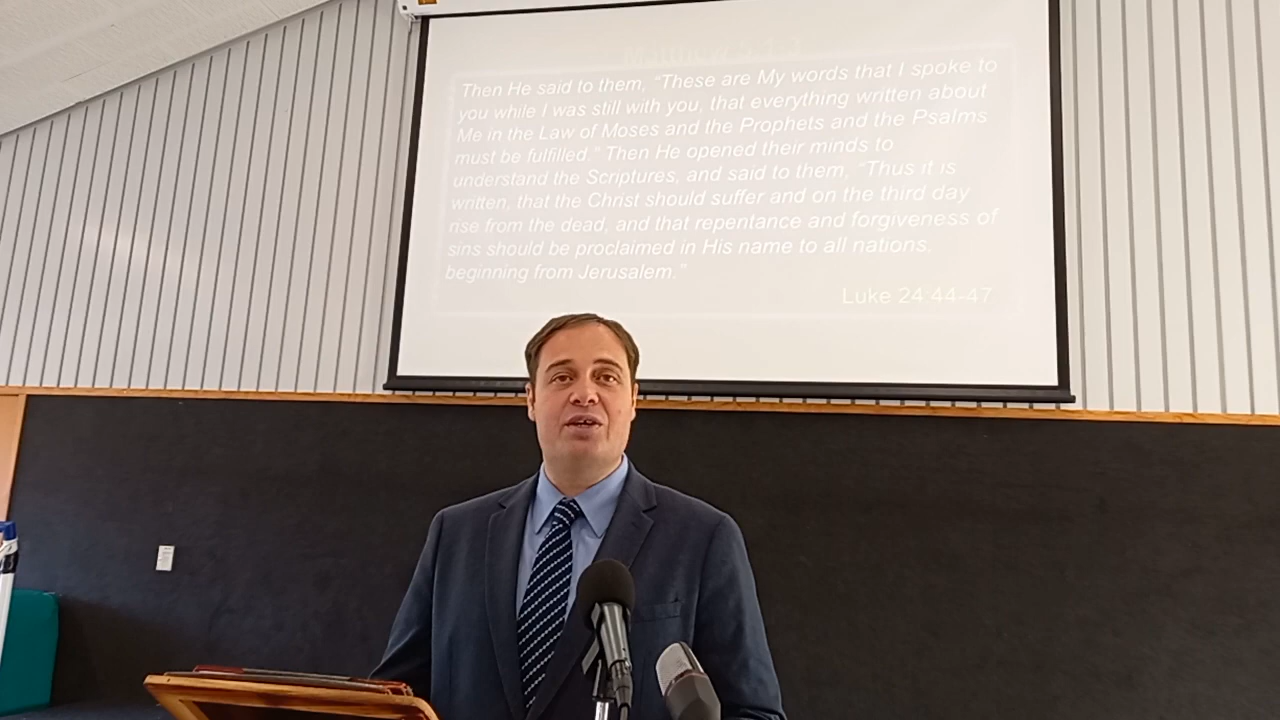 Then He said to them, “These are My words that I spoke to
you while I was still with you, that everything written about
Me in the Law of Moses and the Prophets and the Psalms
must be fulfilled.” Then He opened their minds to
understand the Scriptures, and said to them, “Thus it is
written, that the Christ should suffer and on the third day
rise from the dead, and that repentance and forgiveness of
sins should be proclaimed in His name to all nations,
beginning from Jerusalem.”
Luke 24:44-47